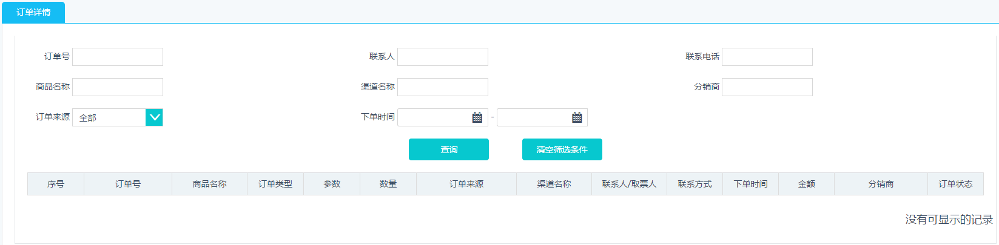 订单详情
订单号 联系人 联系电话
商品名称 渠道名称 分销商
订单来源 全部 下单时间 -
查询 清空筛选条件
序号 订单号 商品名称 订单类型 参数 数量 订单来源 渠道名称 联系人/取票人 联系方式 下单时间 金额 分销商 订单状态
没有可显示的记录